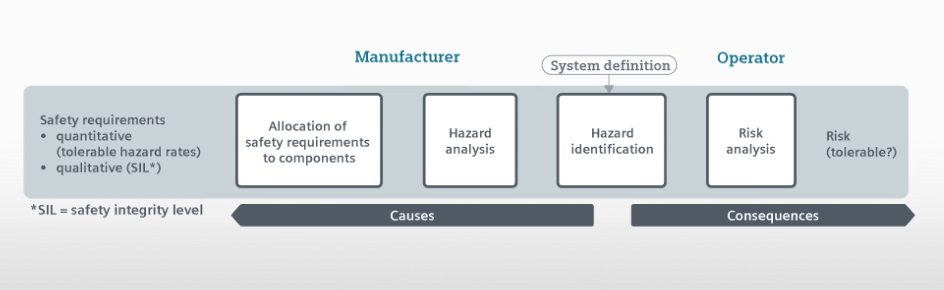 Manufacturer
System definition
Operator
Safety requirements
• quantitative
(tolerable hazard rates)
• qualitative (SIL*)
Allocation of
safety requirements
to components
Hazard
analysis
Hazard
identification
Risk
analysis
Risk
(tolerable?)
*SIL = safety integrity level
Causes
Consequences